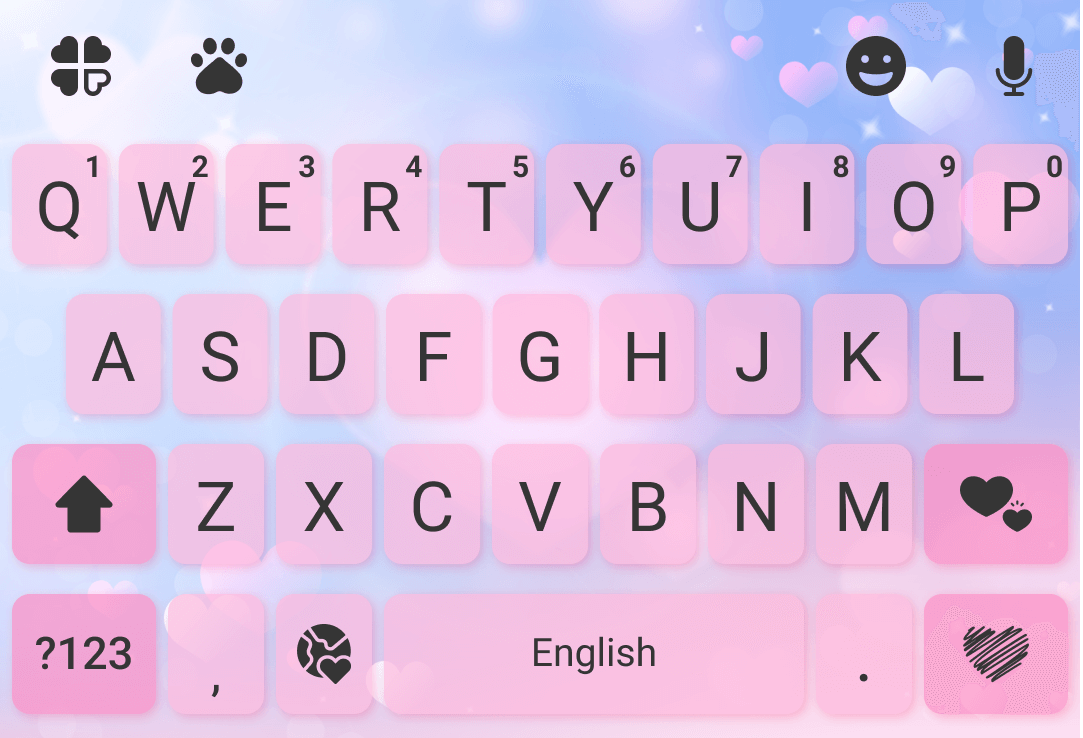 1 2 3 4 5 6 7 8 9 0
Q W E R T Y U I O P
A S D F G H J K L
Z X C V B N M
?123 , English .